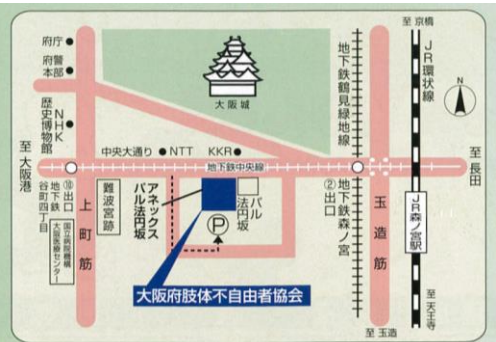 至京橋
府庁
府警
本部
大阪城
地下鉄鶴見緑地線
JR環状線
N
NHK
歴史博物館
中央大通り
NTT
KKR
至大阪港
地下鉄中央線
至長田
⑩出口
地下鉄
谷町四丁目
国立病院機構
大阪医療センター
上町筋
難波宮跡
アネックス
パル法円坂
パル
法円坂
P
②出口
地下鉄森ノ宮
玉造筋
JR森ノ宮駅
大阪府肢体不自由者協会
至天王寺
至玉造